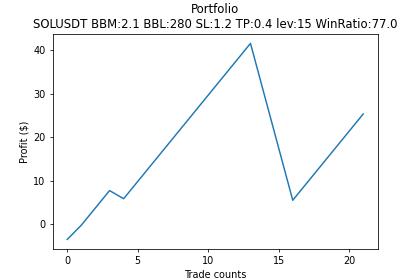 Portfolio
SOLUSDT BBM:2.1 BBL:280 SL:1.2 TP:0.4 lev:15 WinRatio:77.0
40
30
20
10
0
Profit ($)
0 5 10 15 20
Trade counts